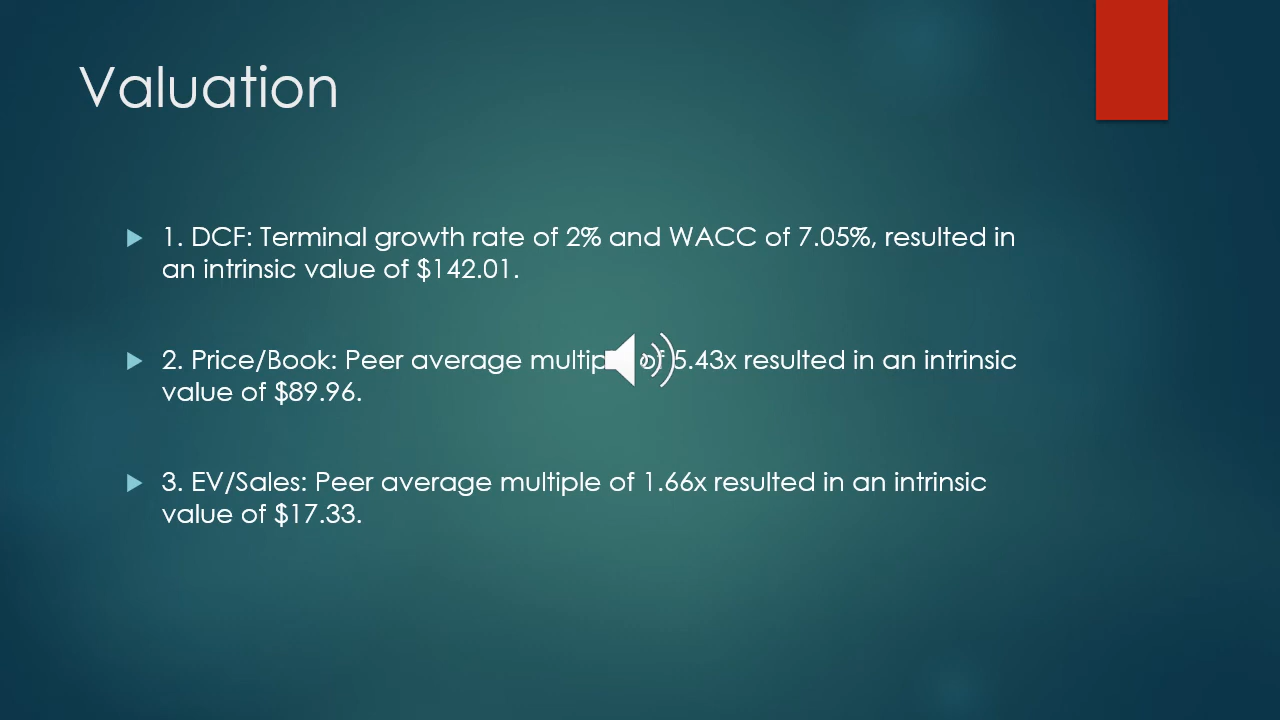 Valuation
1. DCF: Terminal growth rate of 2% and WACC of 7.05%, resulted in
an intrinsic value of $142.01.
2. Price/Book: Peer average multiple of 5.43x resulted in an intrinsic
value of $89.96.
3. EV/Sales: Peer average multiple of 1.66x resulted in an intrinsic
value of $17.33.